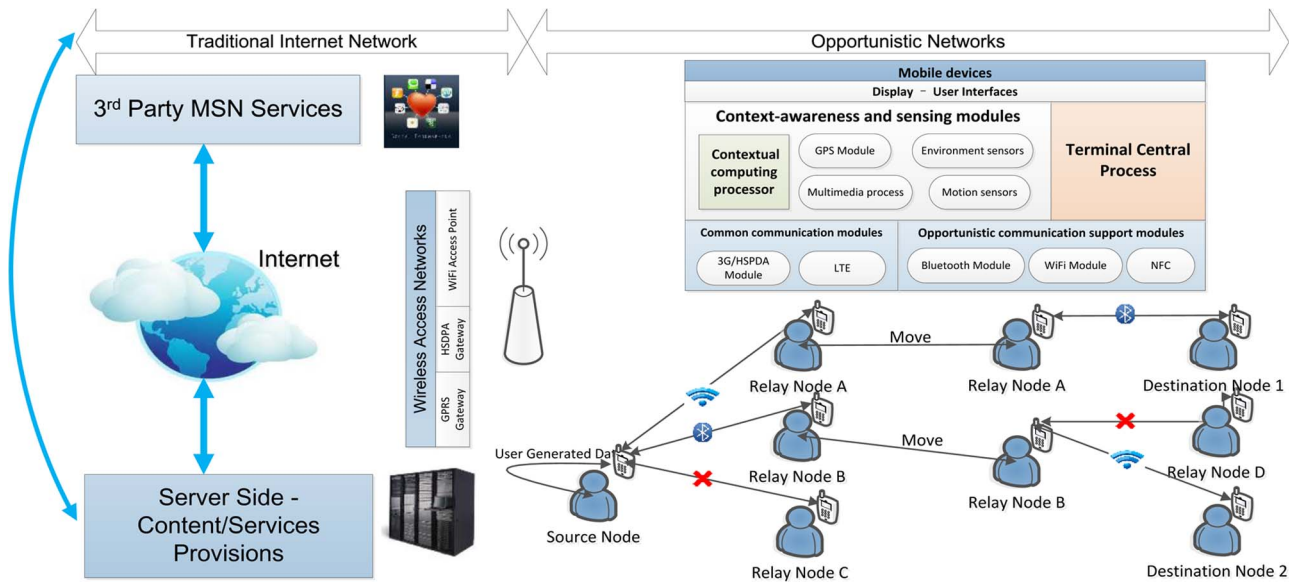 Traditional Internet Network
Opportunistic Networks
3rd Party MSN Services
Internet
Server Side -
Content/Services
Provisions
Wireless Access Networks
WiFi Access Point
HSDPA
Gateway
GPRS
Gateway
Mobile devices
Display - User Interfaces
Context-awareness and sensing modules
Contextual
computing
processor
GPS Module
Environment sensors
Multimedia process
Motion sensors
Terminal Central
Process
Common communication modules
3G/HSPDA
Module
LTE
Opportunistic communication support modules
Bluetooth Module
WiFi Module
NFC
Move
Relay Node A
Relay Node A
Destination Node 1
User Generated Dat
Source Node
Relay Node B
Move
Relay Node B
Relay Node D
Relay Node C
Destination Node 2